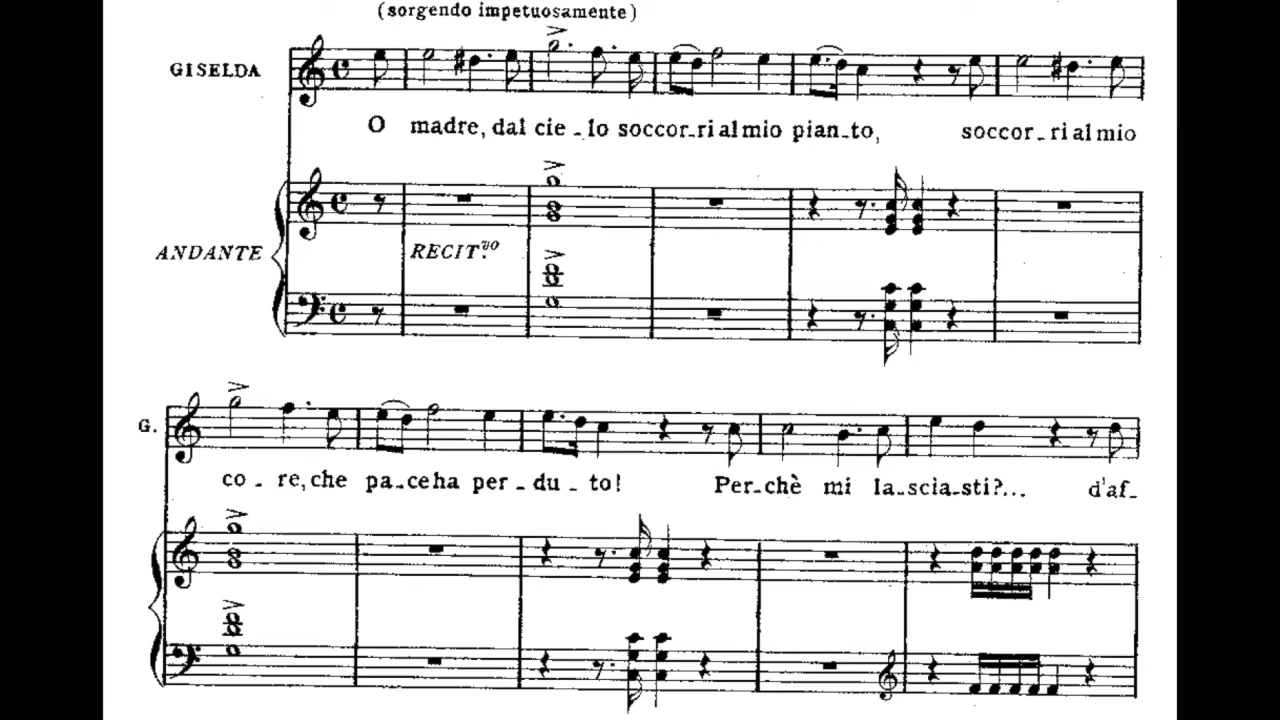 (sorgendo impetuosamente)
GISELDA
O madre, dal cie_lo soccor_ri al mio pian_to, soccor_ri al mio
ANDANTE
RECIT.vo
G.
co_re, che pa_ce ha per_du_to! Per_chè mi la_scia_sti?... d'af_